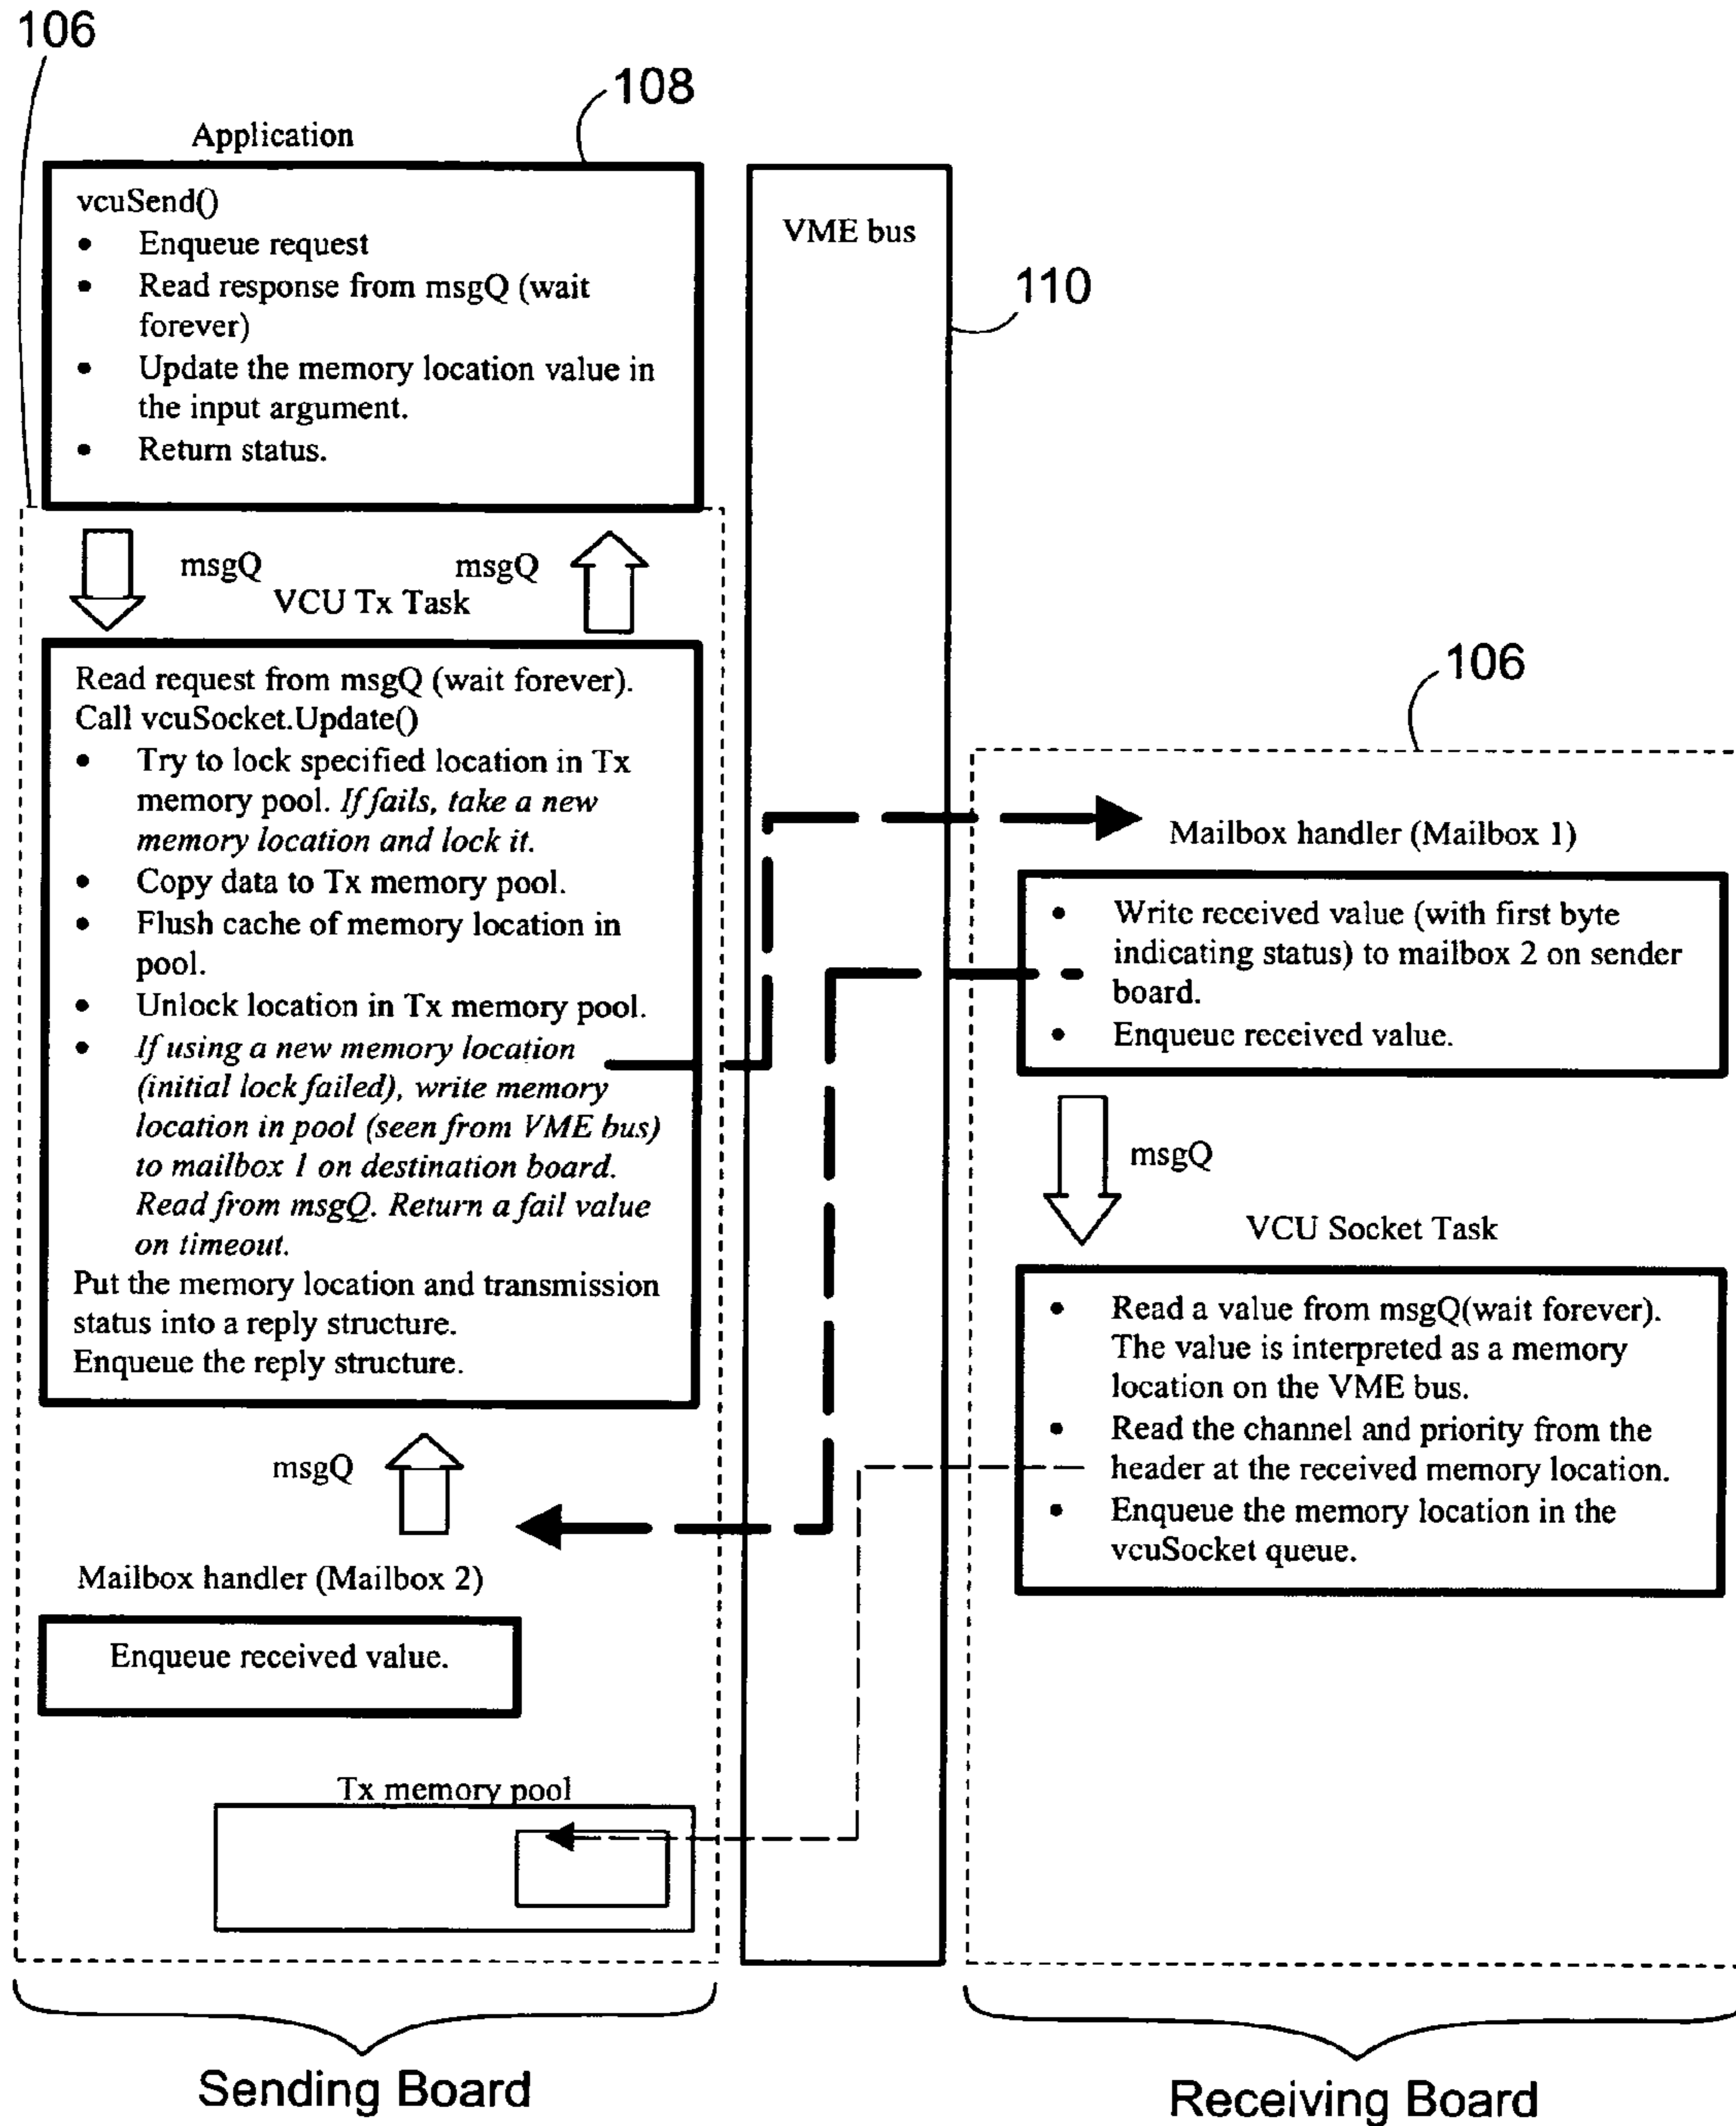 106
108
Application
vcuSend()
• Enqueue request
• Read response from msgQ (wait
forever)
• Update the memory location value in
the input argument.
• Return status.
VME bus
110
msgQ
msgQ
VCU Tx Task
Read request from msgQ (wait forever).
Call vcuSocket.Update()
• Try to lock specified location in Tx
memory pool. If fails, take a new
memory location and lock it.
• Copy data to Tx memory pool.
• Flush cache of memory location in
pool.
• Unlock location in Tx memory pool.
• If using a new memory location
(initial lock failed), write memory
location in pool (seen from VME bus)
to mailbox 1 on destination board.
Read from msgQ. Return a fail value
on timeout.
Put the memory location and transmission
status into a reply structure.
Enqueue the reply structure.
msgQ
Mailbox handler (Mailbox 2)
Enqueue received value.
Tx memory pool
106
Mailbox handler (Mailbox 1)
• Write received value (with first byte
indicating status) to mailbox 2 on sender
board.
• Enqueue received value.
msgQ
VCU Socket Task
• Read a value from msgQ(wait forever).
The value is interpreted as a memory
location on the VME bus.
• Read the channel and priority from the
header at the received memory location.
• Enqueue the memory location in the
vcuSocket queue.
Sending Board
Receiving Board